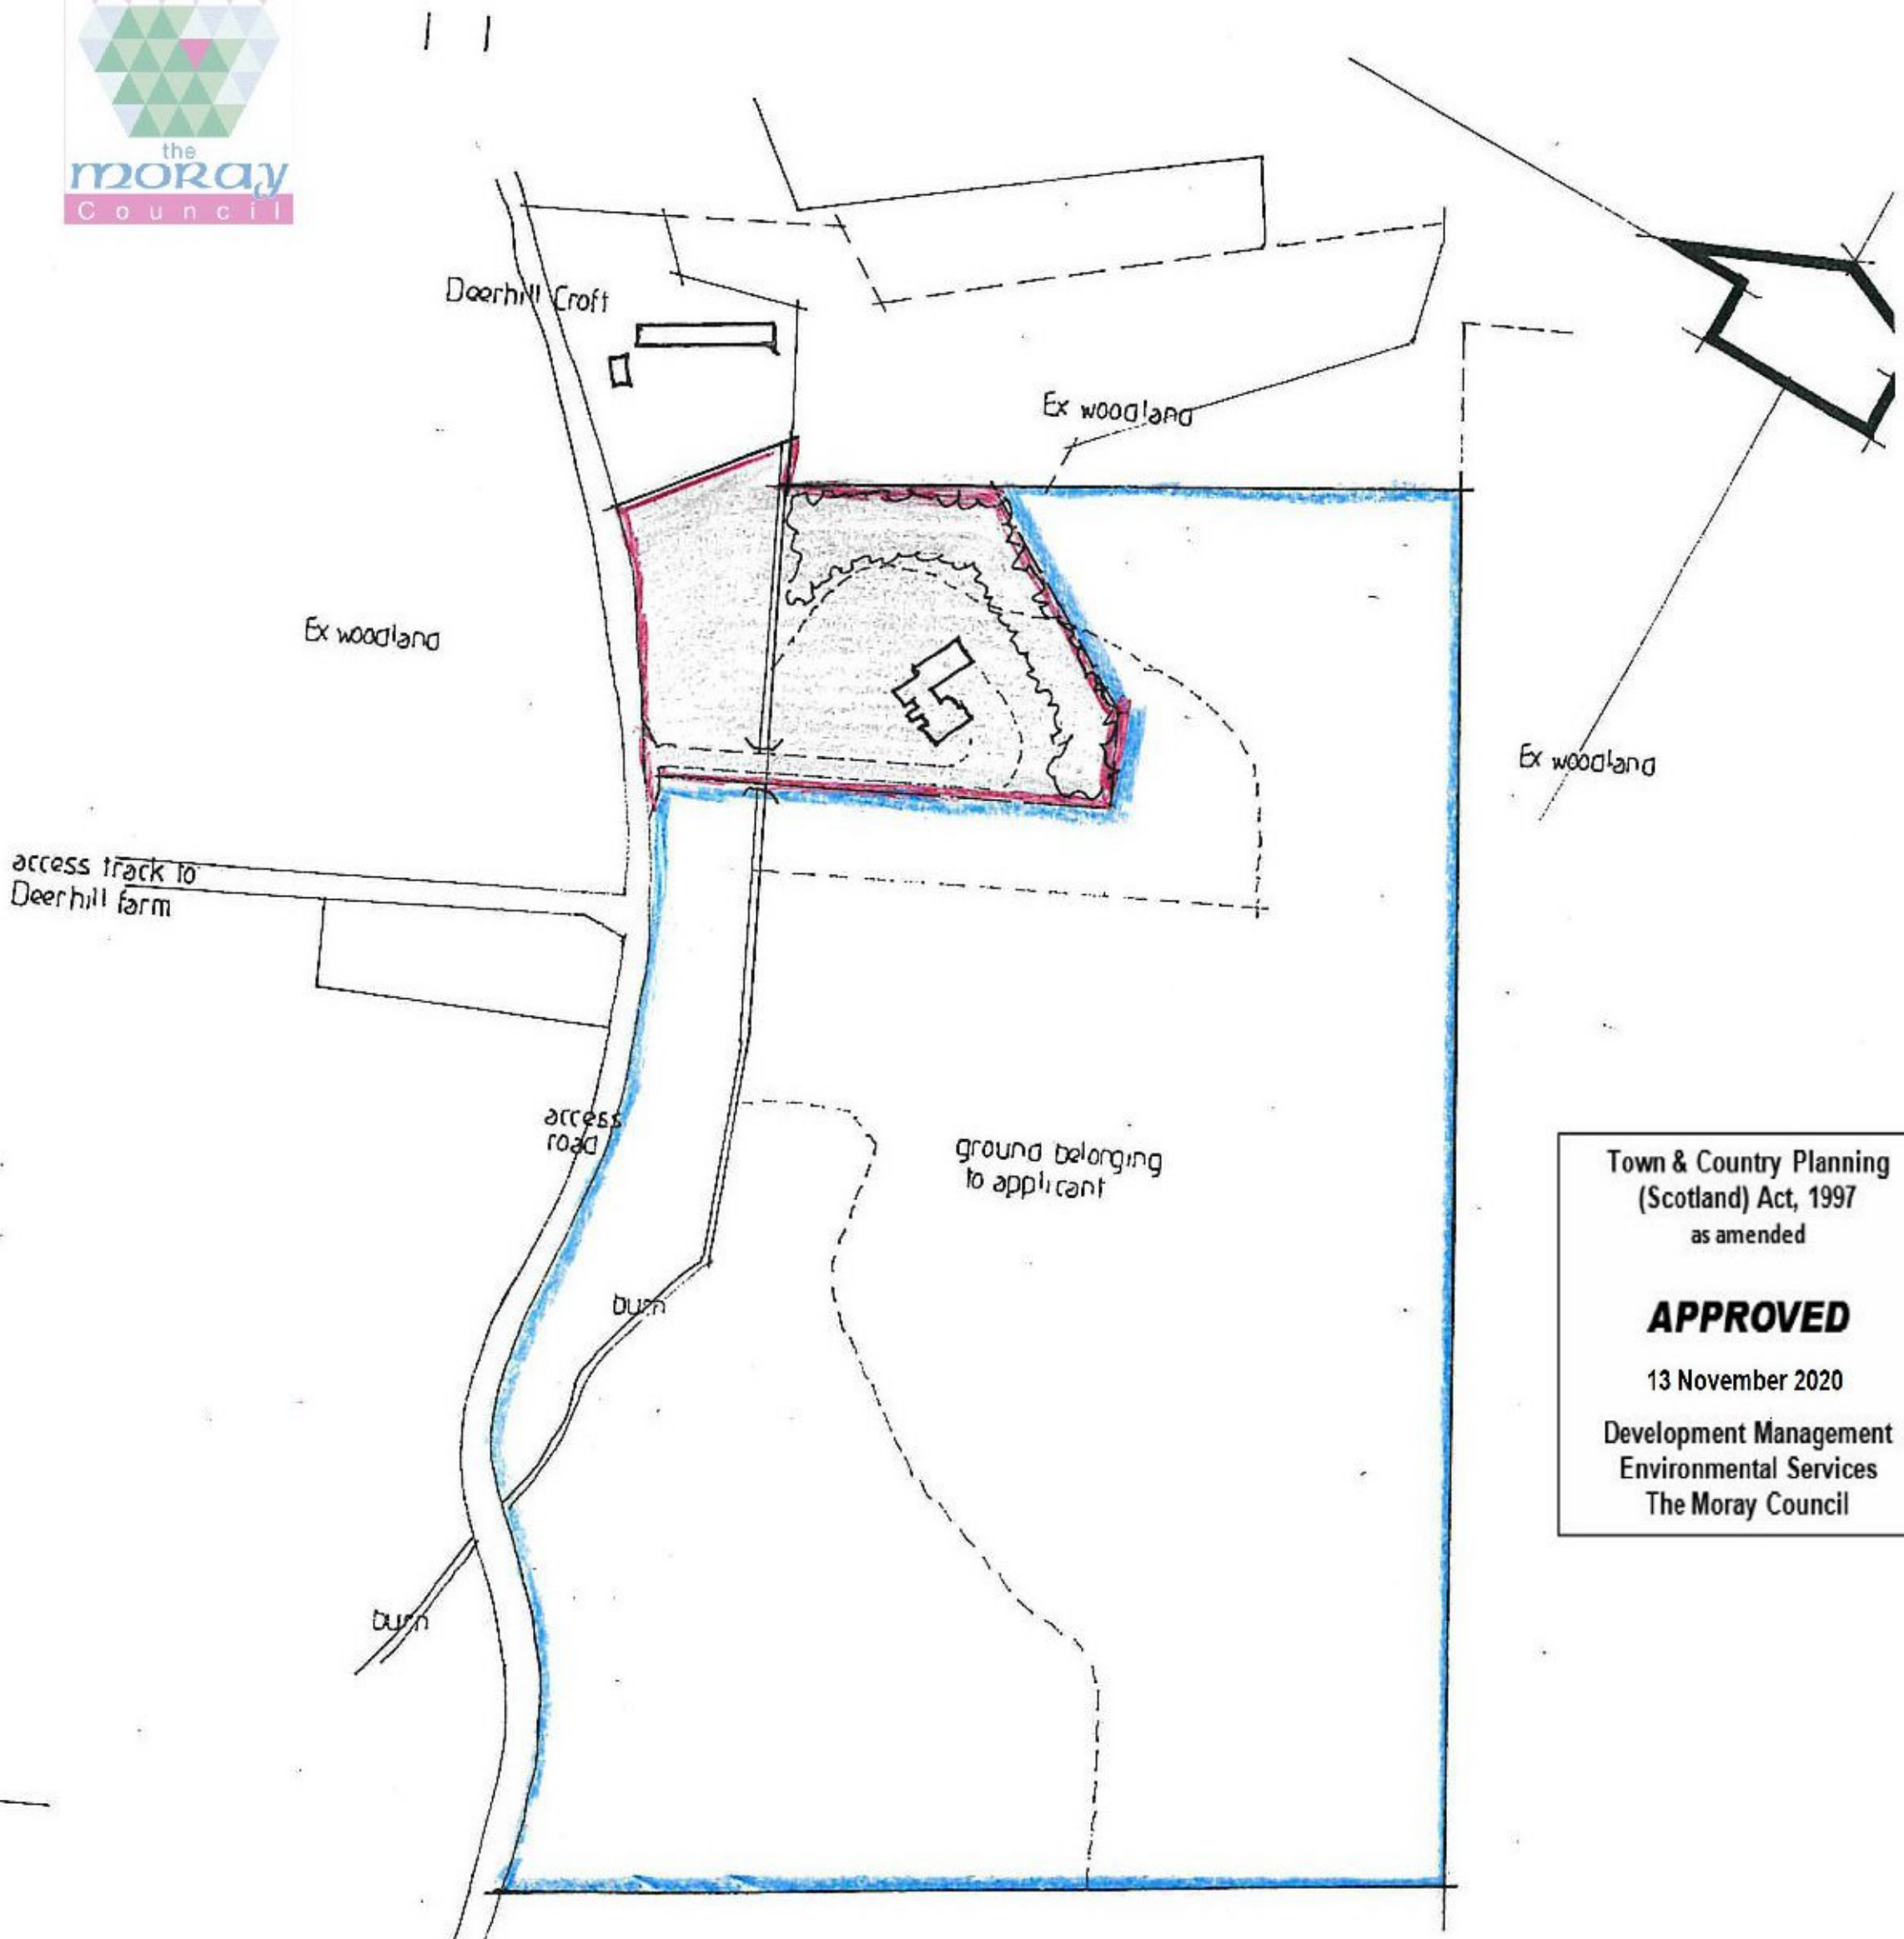 the
moray
Council
Deerhill Croft
Ex woodland
Ex woodland
Ex woodland
access track to
Deerhill farm
access
road
ground belonging
to applicant
burn
burn
Town & Country Planning
(Scotland) Act, 1997
as amended
APPROVED
13 November 2020
Development Management
Environmental Services
The Moray Council